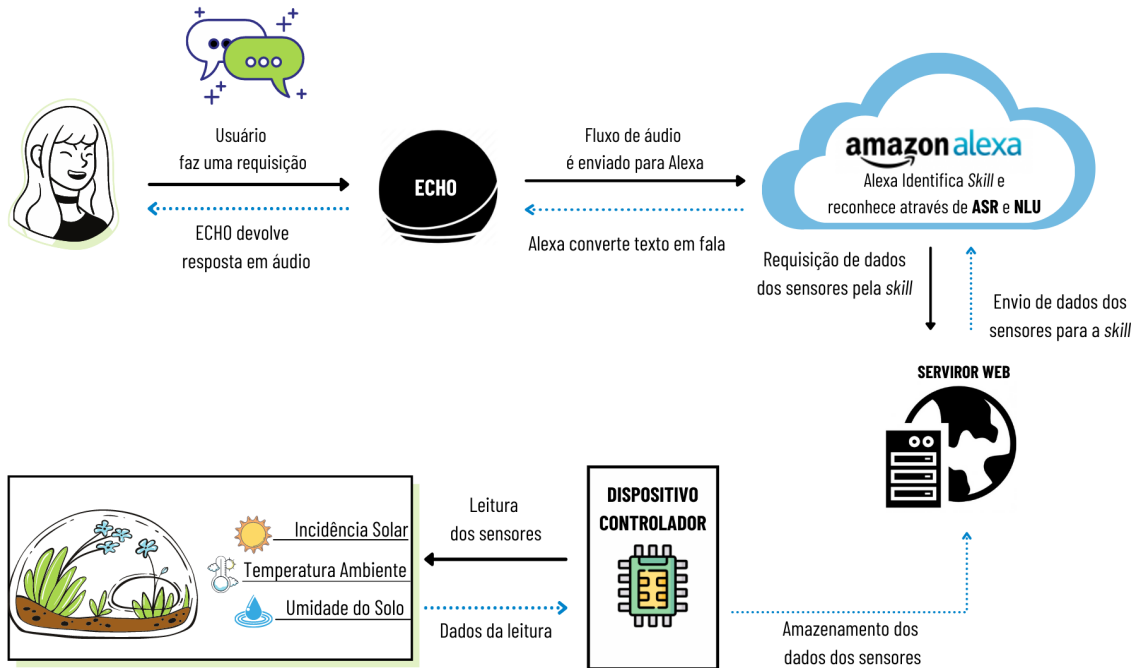 Usuário
faz uma requisição
ECHO devolve
resposta em áudio
ECHO
Fluxo de áudio
é enviado para Alexa
Alexa converte texto em fala
amazon alexa
Alexa Identifica Skill e
reconhece através de ASR e NLU
Requisição de dados
dos sensores pela skill
Envio de dados dos
sensores para a skill
SERVIROR WEB
Incidência Solar
Temperatura Ambiente
Umidade do Solo
Leitura
dos sensores
Dados da leitura
DISPOSITIVO
CONTROLADOR
Amazenamento dos
dados dos sensores